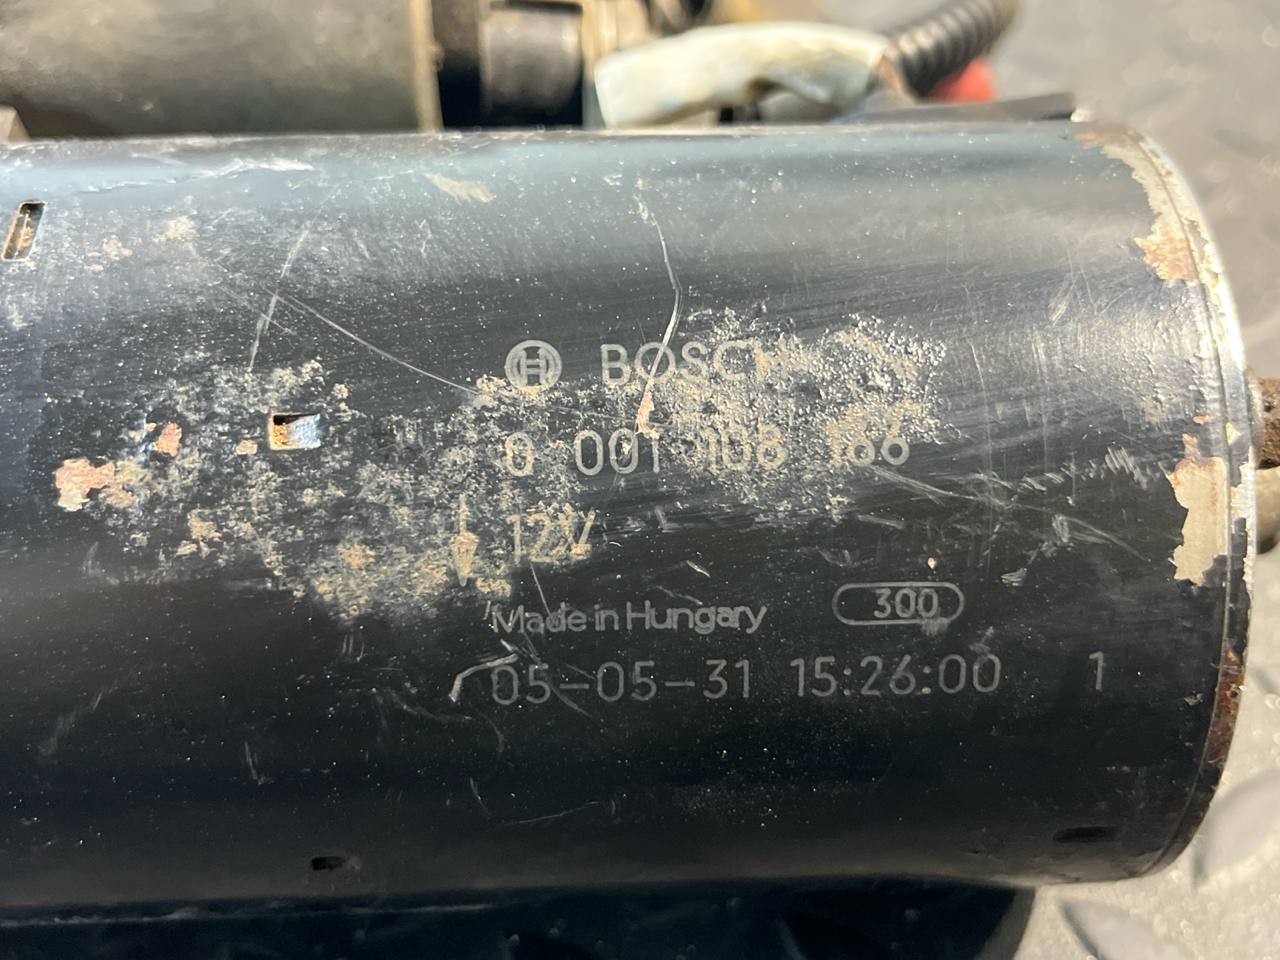 BOSCH
0 001 108 166
12V
Made in Hungary
300
05-05-31 15:26:00 1